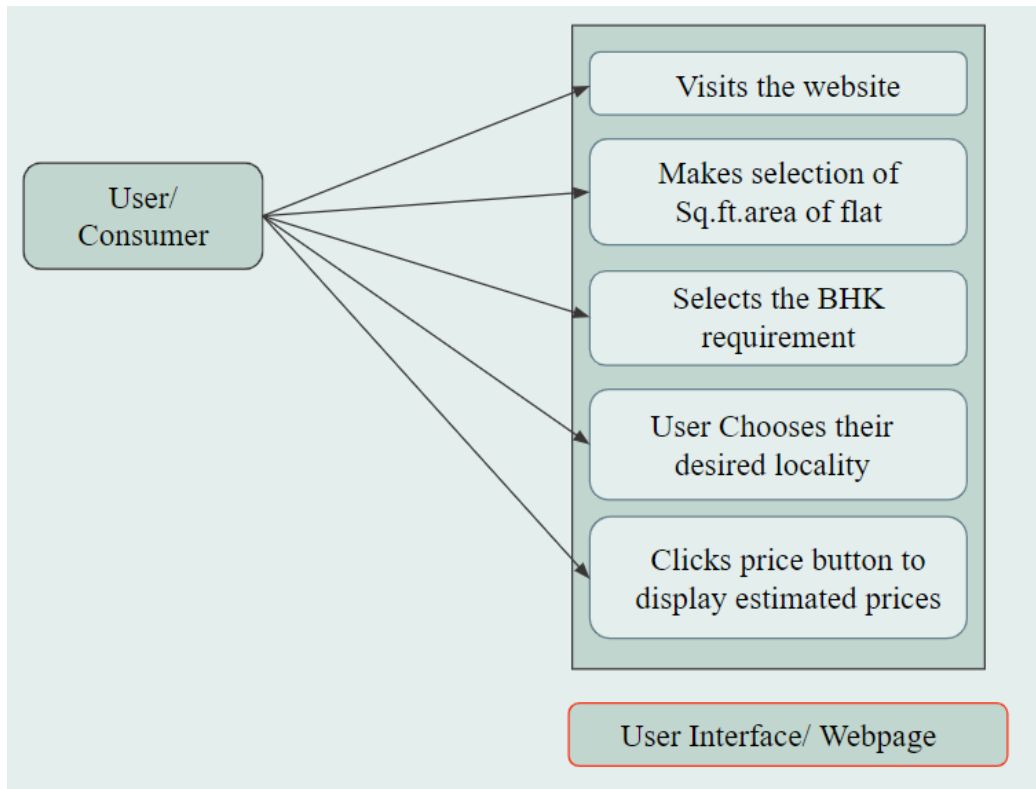 User/
Consumer
Visits the website
Makes selection of
Sq.ft.area of flat
Selects the BHK
requirement
User Chooses their
desired locality
Clicks price button to
display estimated prices
User Interface/ Webpage